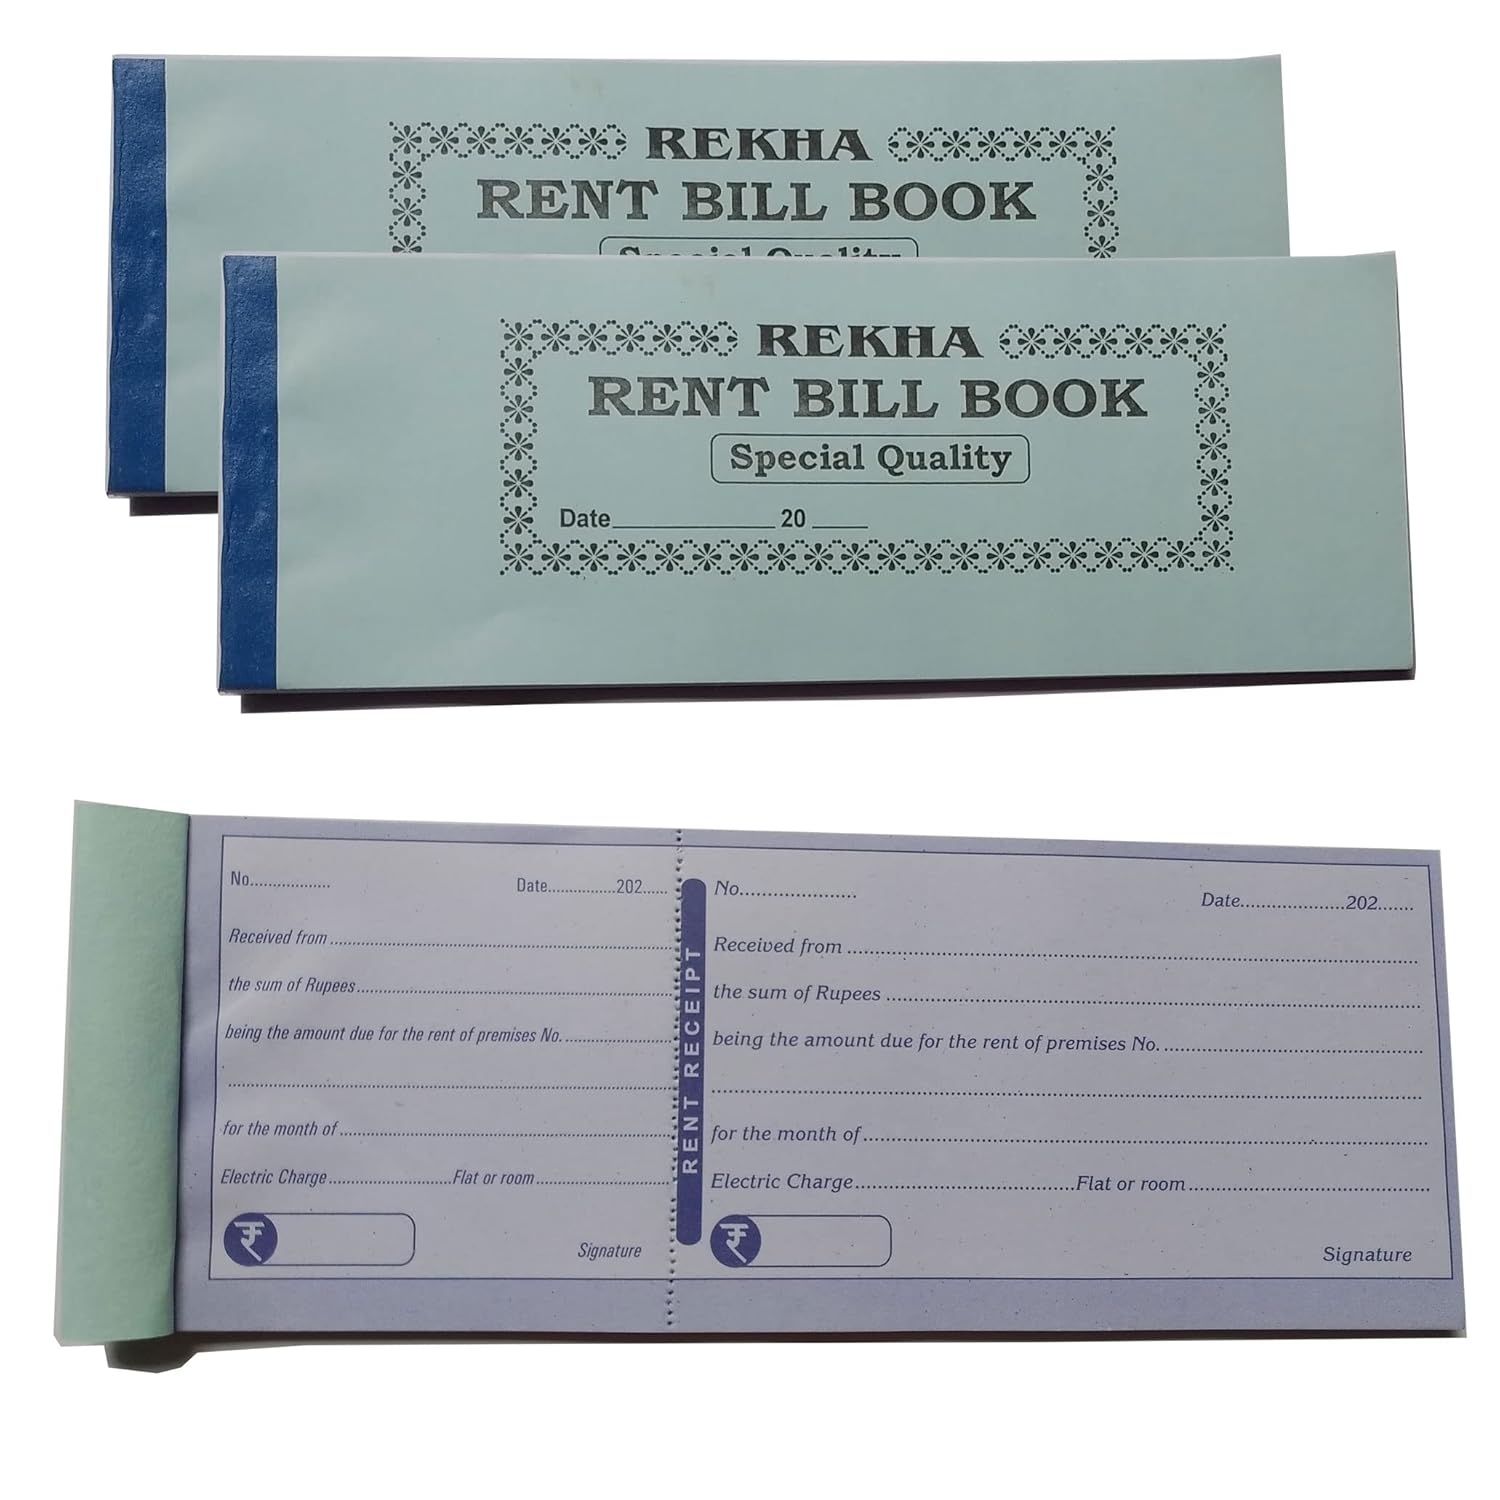 REKHA
RENT BILL BOOK
Special Quality
REKHA
RENT BILL BOOK
Special Quality
Date____________20____
No..................
Date...............202......
Received from ..............................
the sum of Rupees..............................
being the amount due for the rent of premises No. ..............................
..............................
for the month of ..............................
Electric Charge..............................Flat or room..............................
₹
Signature
RENT RECEIPT
No......................
Date....................202.......
Received from ..............................
the sum of Rupees ..............................
being the amount due for the rent of premises No. ..............................
..............................
for the month of ..............................
Electric Charge..............................Flat or room..............................
₹
Signature